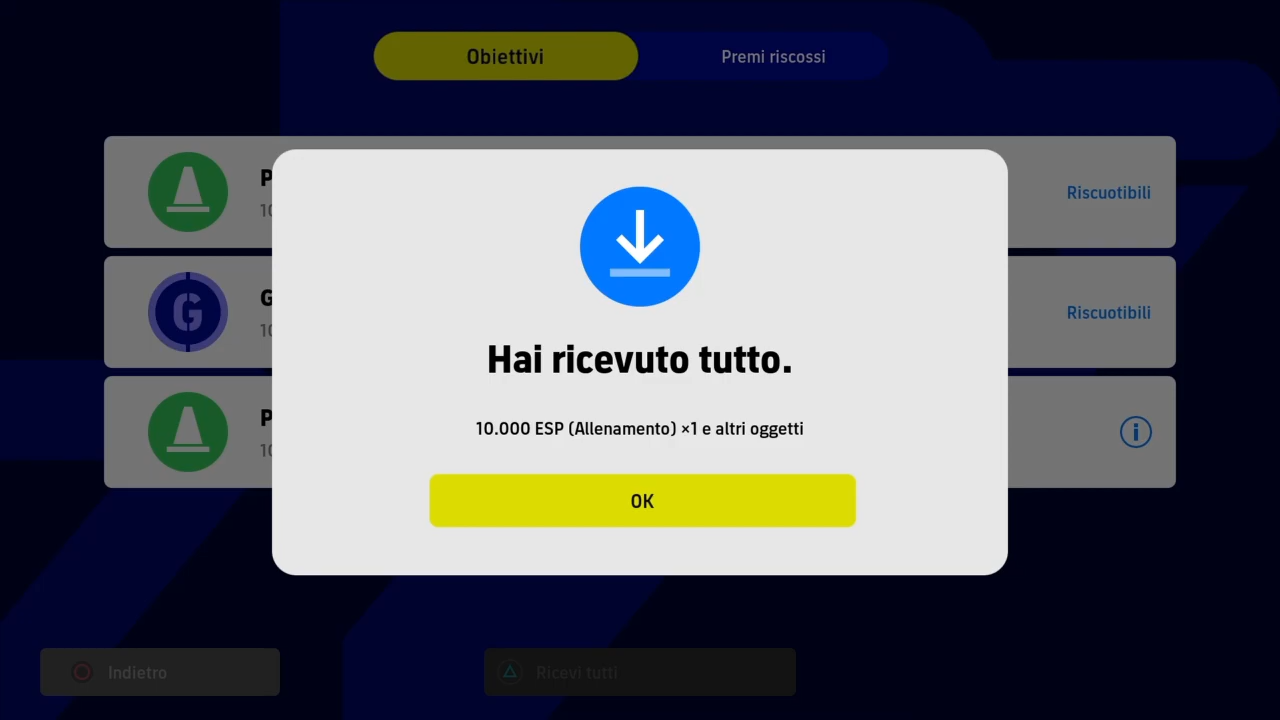 Obiettivi
Premi riscossi
Riscuotibili
G
Riscuotibili
Hai ricevuto tutto.
10.000 ESP (Allenamento) ×1 e altri oggetti
OK
Indietro
Ricevi tutti